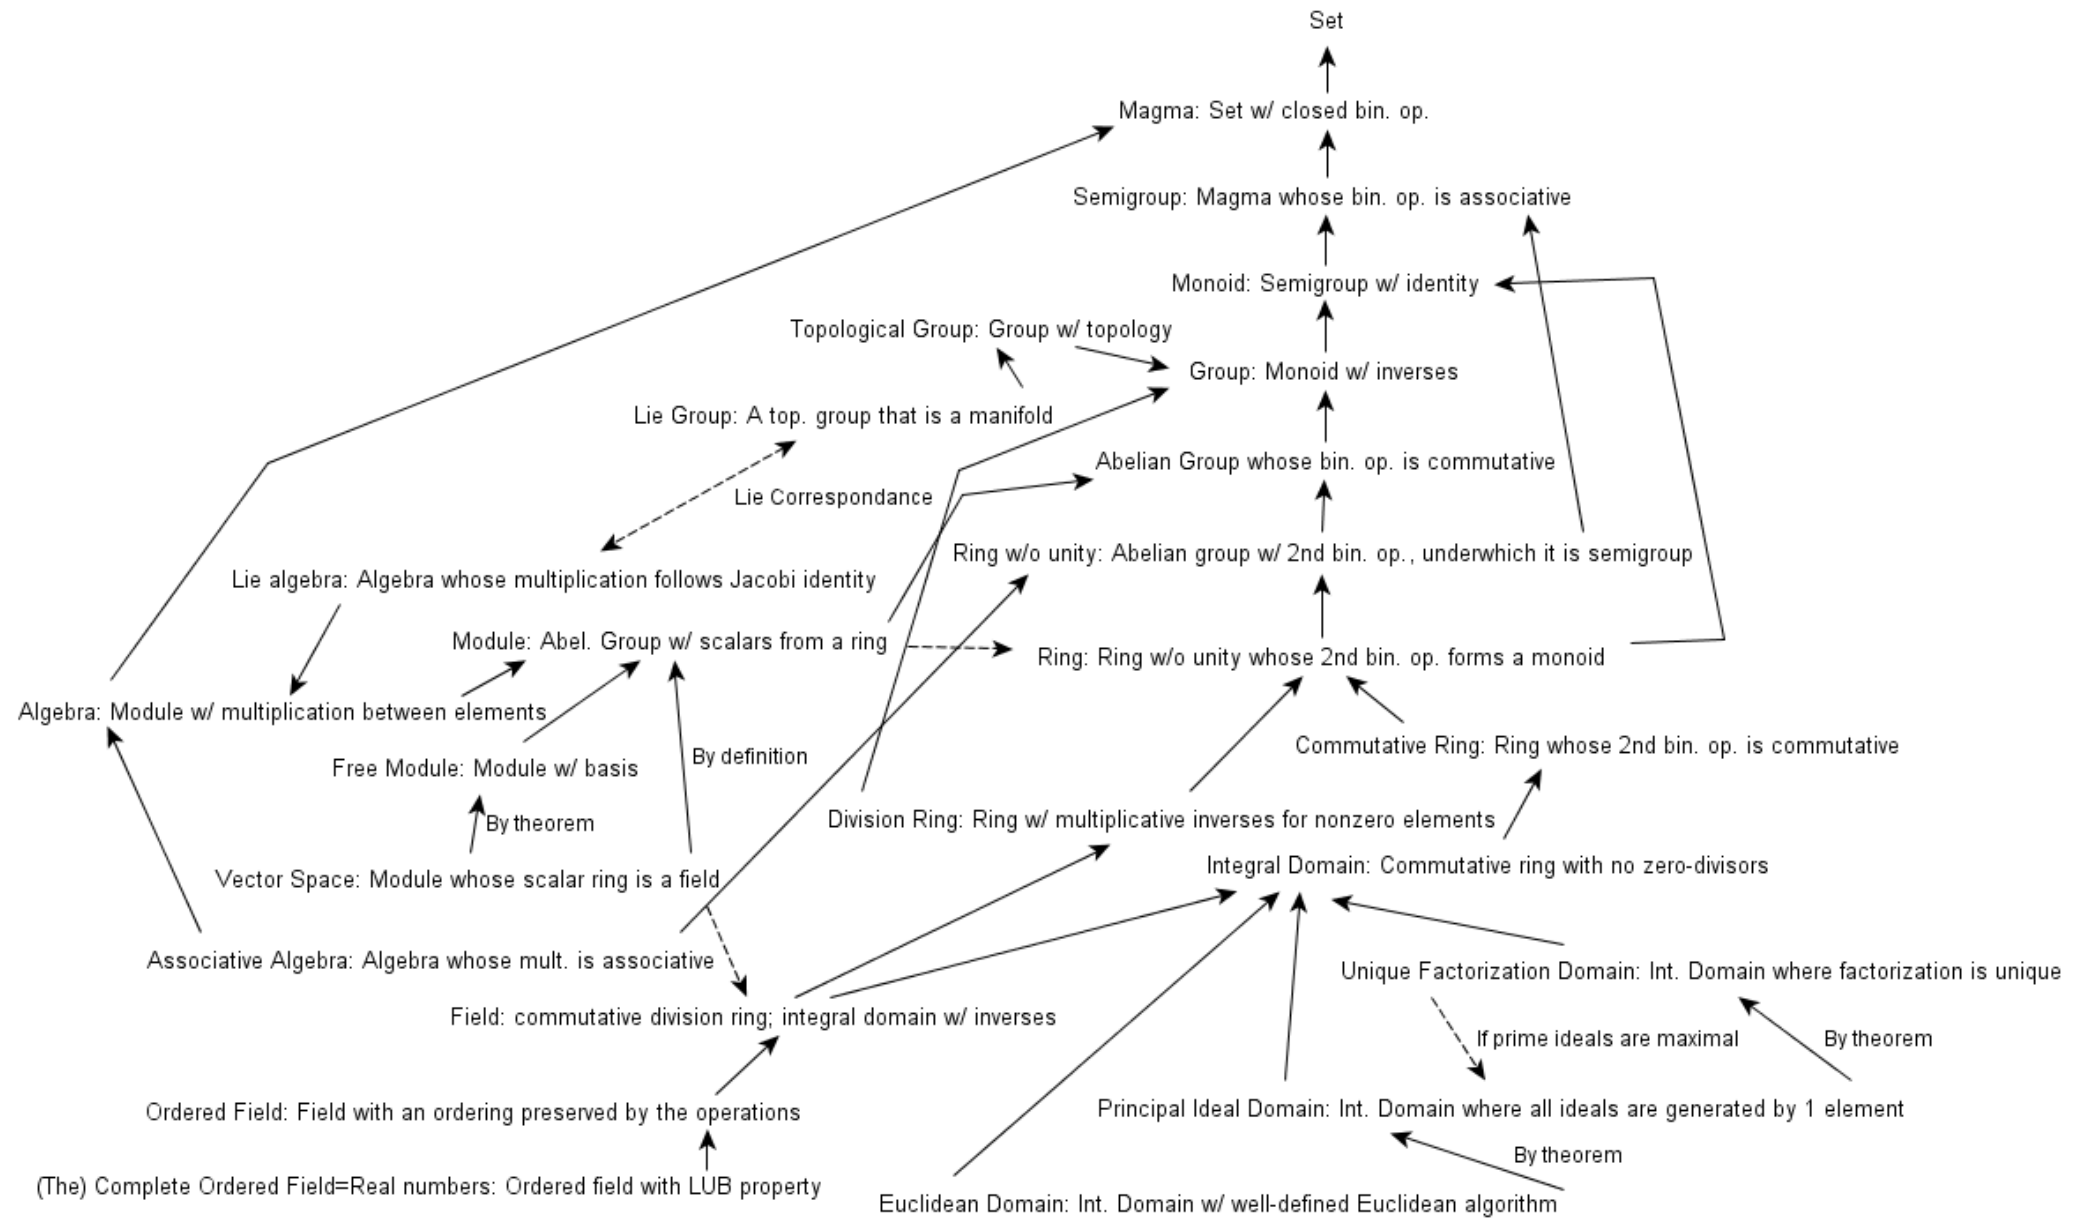 Set
Magma: Set w/ closed bin. op.
Semigroup: Magma whose bin. op. is associative
Monoid: Semigroup w/ identity
Topological Group: Group w/ topology
Group: Monoid w/ inverses
Lie Group: A top. group that is a manifold
Abelian Group whose bin. op. is commutative
Lie Correspondance
Ring w/o unity: Abelian group w/ 2nd bin. op., underwhich it is semigroup
Lie algebra: Algebra whose multiplication follows Jacobi identity
Module: Abel. Group w/ scalars from a ring
Ring: Ring w/o unity whose 2nd bin. op. forms a monoid
Algebra: Module w/ multiplication between elements
Commutative Ring: Ring whose 2nd bin. op. is commutative
By definition
Free Module: Module w/ basis
Division Ring: Ring w/ multiplicative inverses for nonzero elements
By theorem
Integral Domain: Commutative ring with no zero-divisors
Vector Space: Module whose scalar ring is a field
Associative Algebra: Algebra whose mult. is associative
Unique Factorization Domain: Int. Domain where factorization is unique
Field: commutative division ring; integral domain w/ inverses
If prime ideals are maximal
By theorem
Ordered Field: Field with an ordering preserved by the operations
Principal Ideal Domain: Int. Domain where all ideals are generated by 1 element
By theorem
(The) Complete Ordered Field=Real numbers: Ordered field with LUB property
Euclidean Domain: Int. Domain w/ well-defined Euclidean algorithm